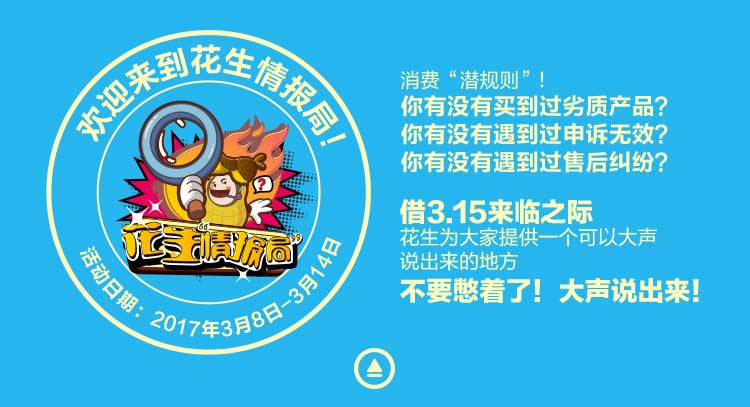 欢迎来到花生情报局!
?
花生“情报局”
活动日期：2017年3月8日-3月14日
消费“潜规则”!
你有没有买到过劣质产品?
你有没有遇到过申诉无效?
你有没有遇到过售后纠纷?
借3.15来临之际
花生为大家提供一个可以大声
说出来的地方
不要憋着了! 大声说出来!